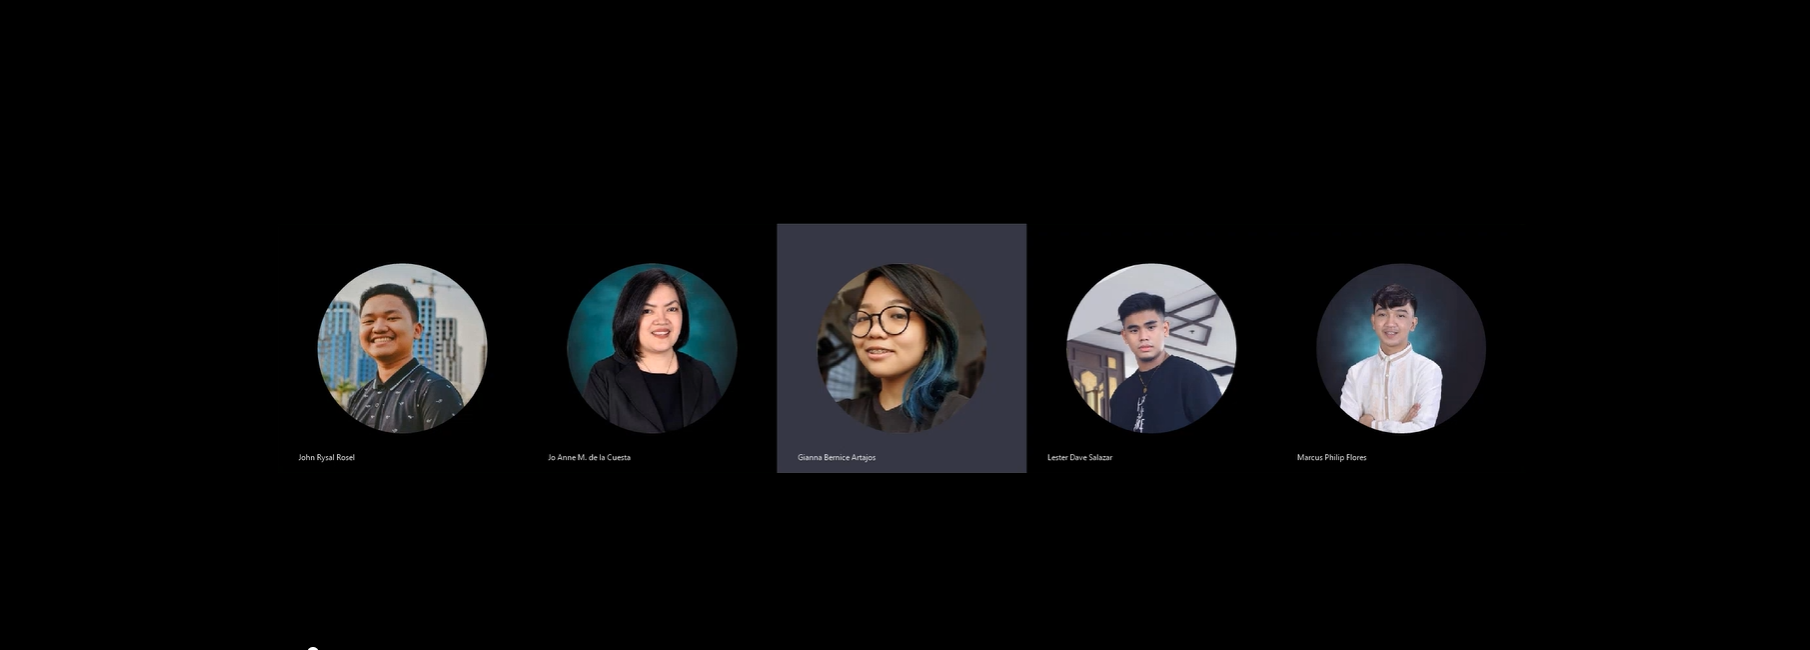 John Rysal Rosel
Jo Anne M. de la Cuesta
Gianna Bernice Artajos
Lester Dave Salazar
Marcus Philip Flores